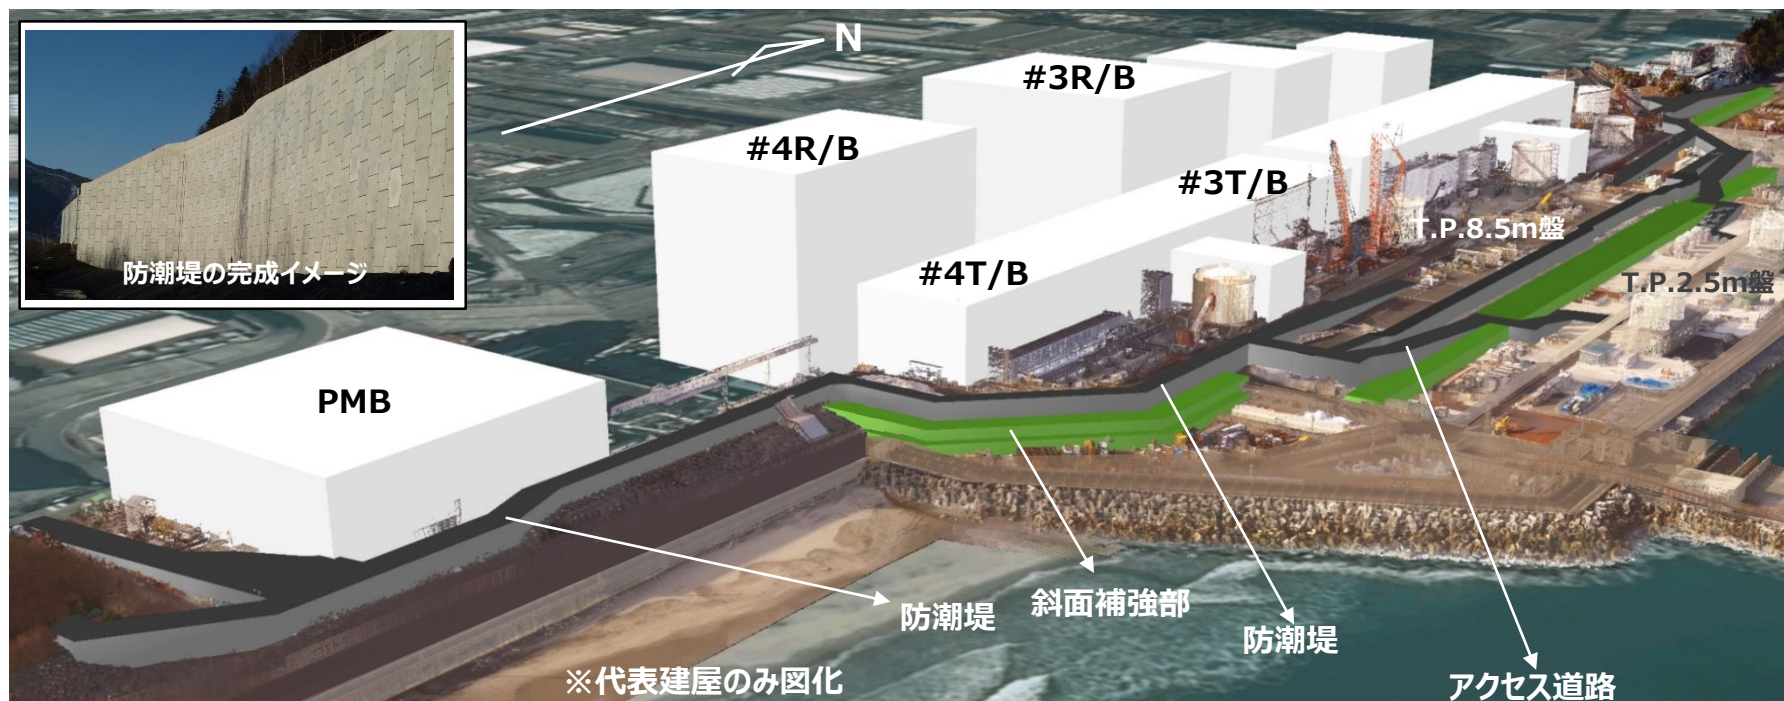 N
#3R/B
#4R/B
#3T/B
T.P.8.5m盤
防潮堤の完成イメージ
#4T/B
T.P.2.5m盤
PMB
防潮堤
斜面補強部
防潮堤
※代表建屋のみ図化
アクセス道路